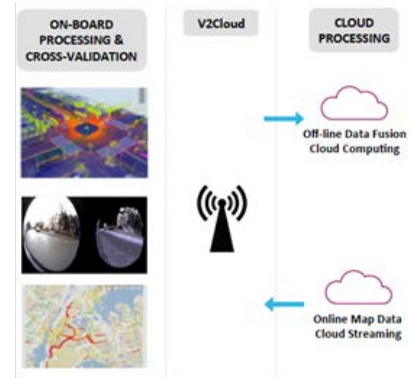 ON-BOARD
PROCESSING &
CROSS-VALIDATION
V2Cloud
CLOUD
PROCESSING
Off-line Data Fusion
Cloud Computing
Online Map Data
Cloud Streaming